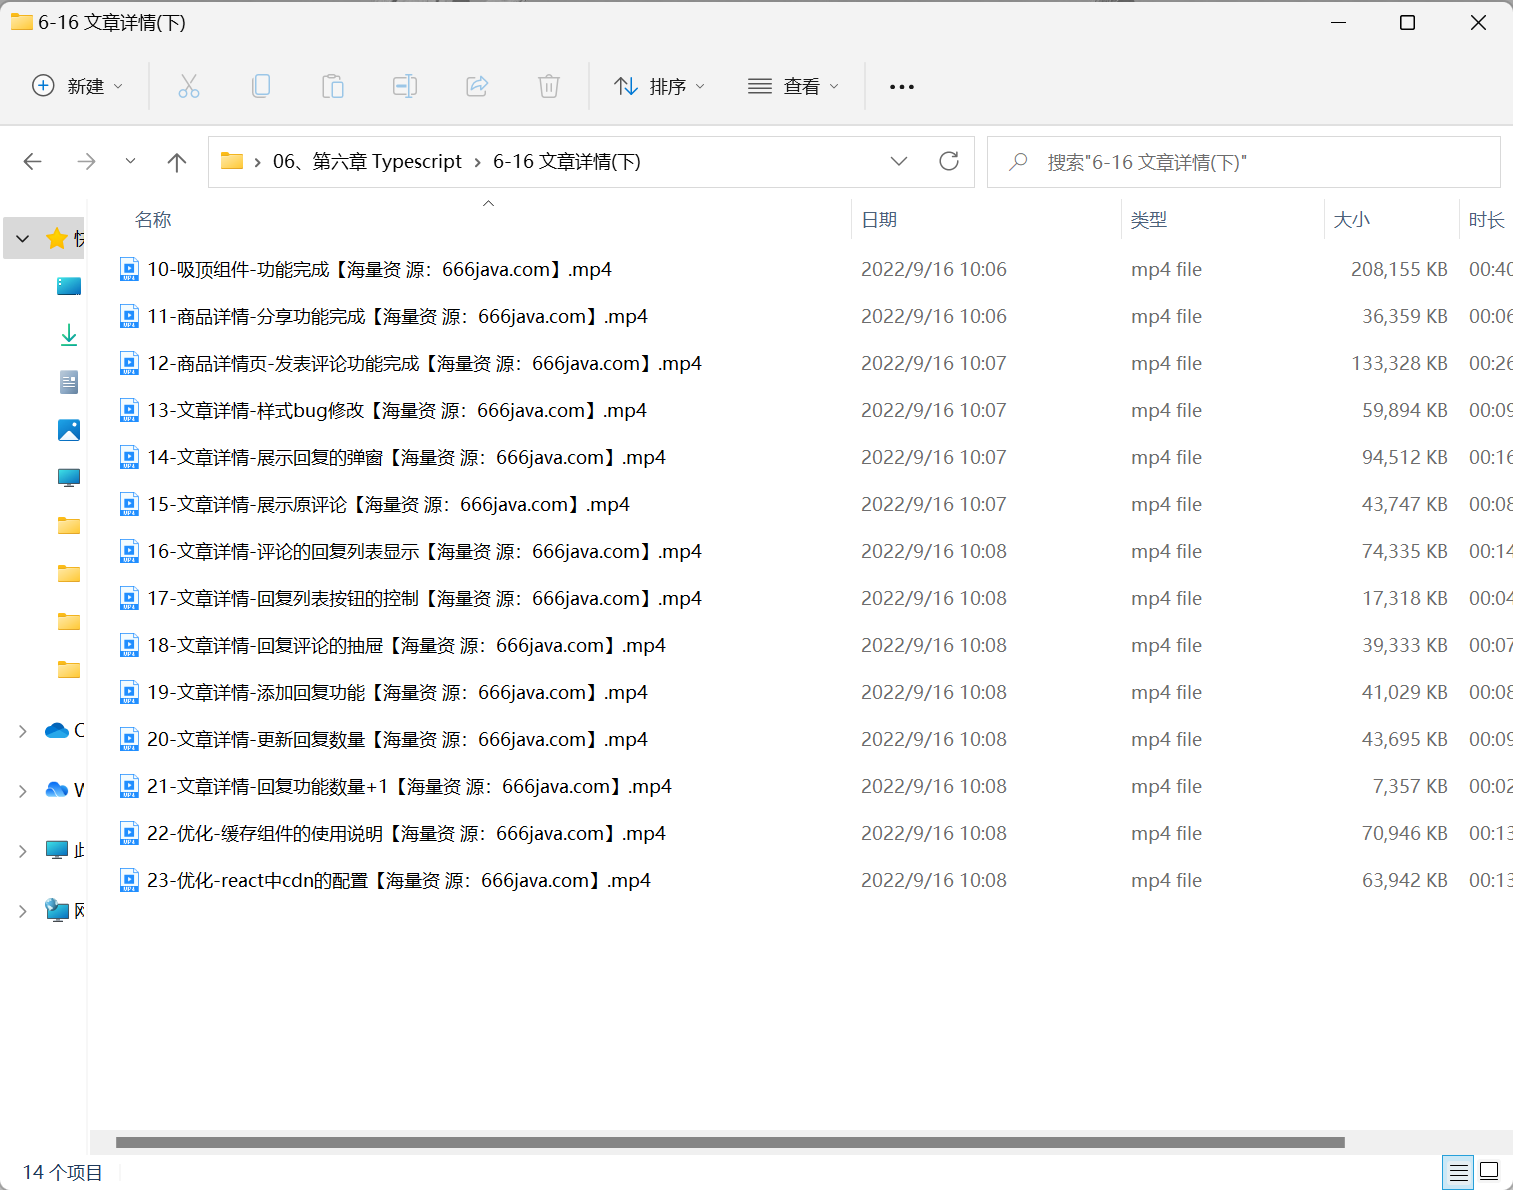 6-16 文章详情(下)
新建 排序 查看
06、第六章 Typescript 6-16 文章详情(下) 搜索"6-16 文章详情(下)"
名称 日期 类型 大小 时长
10-吸顶组件-功能完成【海量资 源：666java.com】.mp4 2022/9/16 10:06 mp4 file 208,155 KB 00:40
11-商品详情-分享功能完成【海量资 源：666java.com】.mp4 2022/9/16 10:06 mp4 file 36,359 KB 00:06
12-商品详情页-发表评论功能完成【海量资 源：666java.com】.mp4 2022/9/16 10:07 mp4 file 133,328 KB 00:26
13-文章详情-样式bug修改【海量资 源：666java.com】.mp4 2022/9/16 10:07 mp4 file 59,894 KB 00:09
14-文章详情-展示回复的弹窗【海量资 源：666java.com】.mp4 2022/9/16 10:07 mp4 file 94,512 KB 00:16
15-文章详情-展示原评论【海量资 源：666java.com】.mp4 2022/9/16 10:07 mp4 file 43,747 KB 00:08
16-文章详情-评论的回复列表显示【海量资 源：666java.com】.mp4 2022/9/16 10:08 mp4 file 74,335 KB 00:14
17-文章详情-回复列表按钮的控制【海量资 源：666java.com】.mp4 2022/9/16 10:08 mp4 file 17,318 KB 00:04
18-文章详情-回复评论的抽屉【海量资 源：666java.com】.mp4 2022/9/16 10:08 mp4 file 39,333 KB 00:07
19-文章详情-添加回复功能【海量资 源：666java.com】.mp4 2022/9/16 10:08 mp4 file 41,029 KB 00:08
20-文章详情-更新回复数量【海量资 源：666java.com】.mp4 2022/9/16 10:08 mp4 file 43,695 KB 00:09
21-文章详情-回复功能数量+1【海量资 源：666java.com】.mp4 2022/9/16 10:08 mp4 file 7,357 KB 00:02
22-优化-缓存组件的使用说明【海量资 源：666java.com】.mp4 2022/9/16 10:08 mp4 file 70,946 KB 00:13
23-优化-react中cdn的配置【海量资 源：666java.com】.mp4 2022/9/16 10:08 mp4 file 63,942 KB 00:13
14 个项目